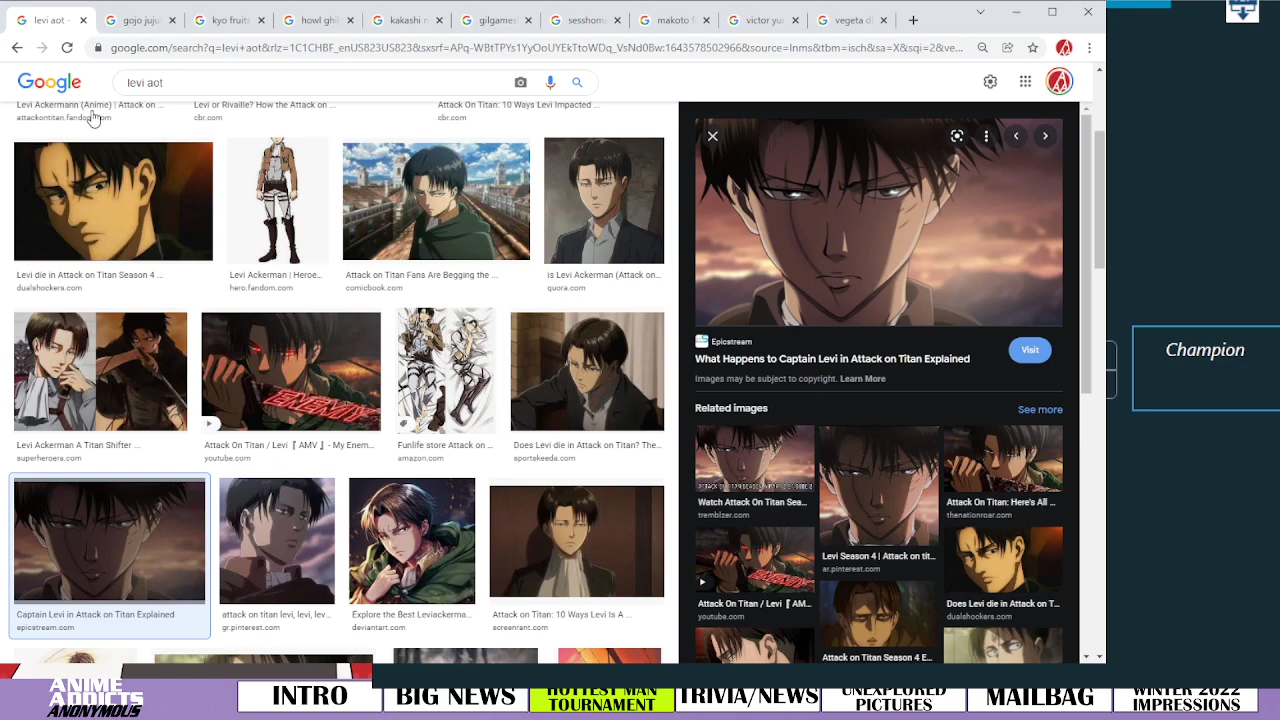 levi aot -
gojo jujut
kyo fruits
howl ghib
kakashi n
gilgames
sesshoma
makoto f
victor yur
vegeta db
google.com/search?q=levi+aot&rlz=1C1CHBF_enUS823US823&sxsrf=APq-WBtTPYs1YyOoUYEkTtoWDq_VsNd0Bw:1643578502966&source=lnms&tbm=isch&sa=X&sqi=2&ve...
Google
levi aot
Levi Ackermann (Anime) | Attack on ...
attackontitan.fandom.com
Levi or Rivaille? How the Attack on ...
cbr.com
Attack On Titan: 10 Ways Levi Impacted ...
cbr.com
Levi die in Attack on Titan Season 4 ...
dualshockers.com
Levi Ackerman | Heroe...
hero.fandom.com
Attack on Titan Fans Are Begging the ...
comicbook.com
is Levi Ackerman (Attack on...
quora.com
Levi Ackerman A Titan Shifter ...
superheroera.com
Attack On Titan / Levi『 AMV 』- My Enem...
youtube.com
Funlife store Attack on ...
amazon.com
Does Levi die in Attack on Titan? The...
sportskeeda.com
Captain Levi in Attack on Titan Explained
epicstream.com
attack on titan levi, levi, lev...
gr.pinterest.com
Explore the Best Leviackerma...
deviantart.com
Attack on Titan: 10 Ways Levi Is A ...
screenrant.com
Epicstream
What Happens to Captain Levi in Attack on Titan Explained
Visit
Images may be subject to copyright. Learn More
Related images
See more
Watch Attack On Titan Sea...
tremblzer.com
Levi Season 4 | Attack on tit...
ar.pinterest.com
Attack On Titan: Here's All ...
thenationroar.com
Attack On Titan / Levi『AM...
youtube.com
Attack on Titan Season 4 E...
Does Levi die in Attack on T...
dualshockers.com
Champion
ANIME
ADDICTS
ANONYMOUS
INTRO
BIG NEWS
HOTTEST MAN
TOURNAMENT
TRIVIA/NEWS
UNEXPLORED
PICTURES
MAILBAG
WINTER 2022
IMPRESSIONS